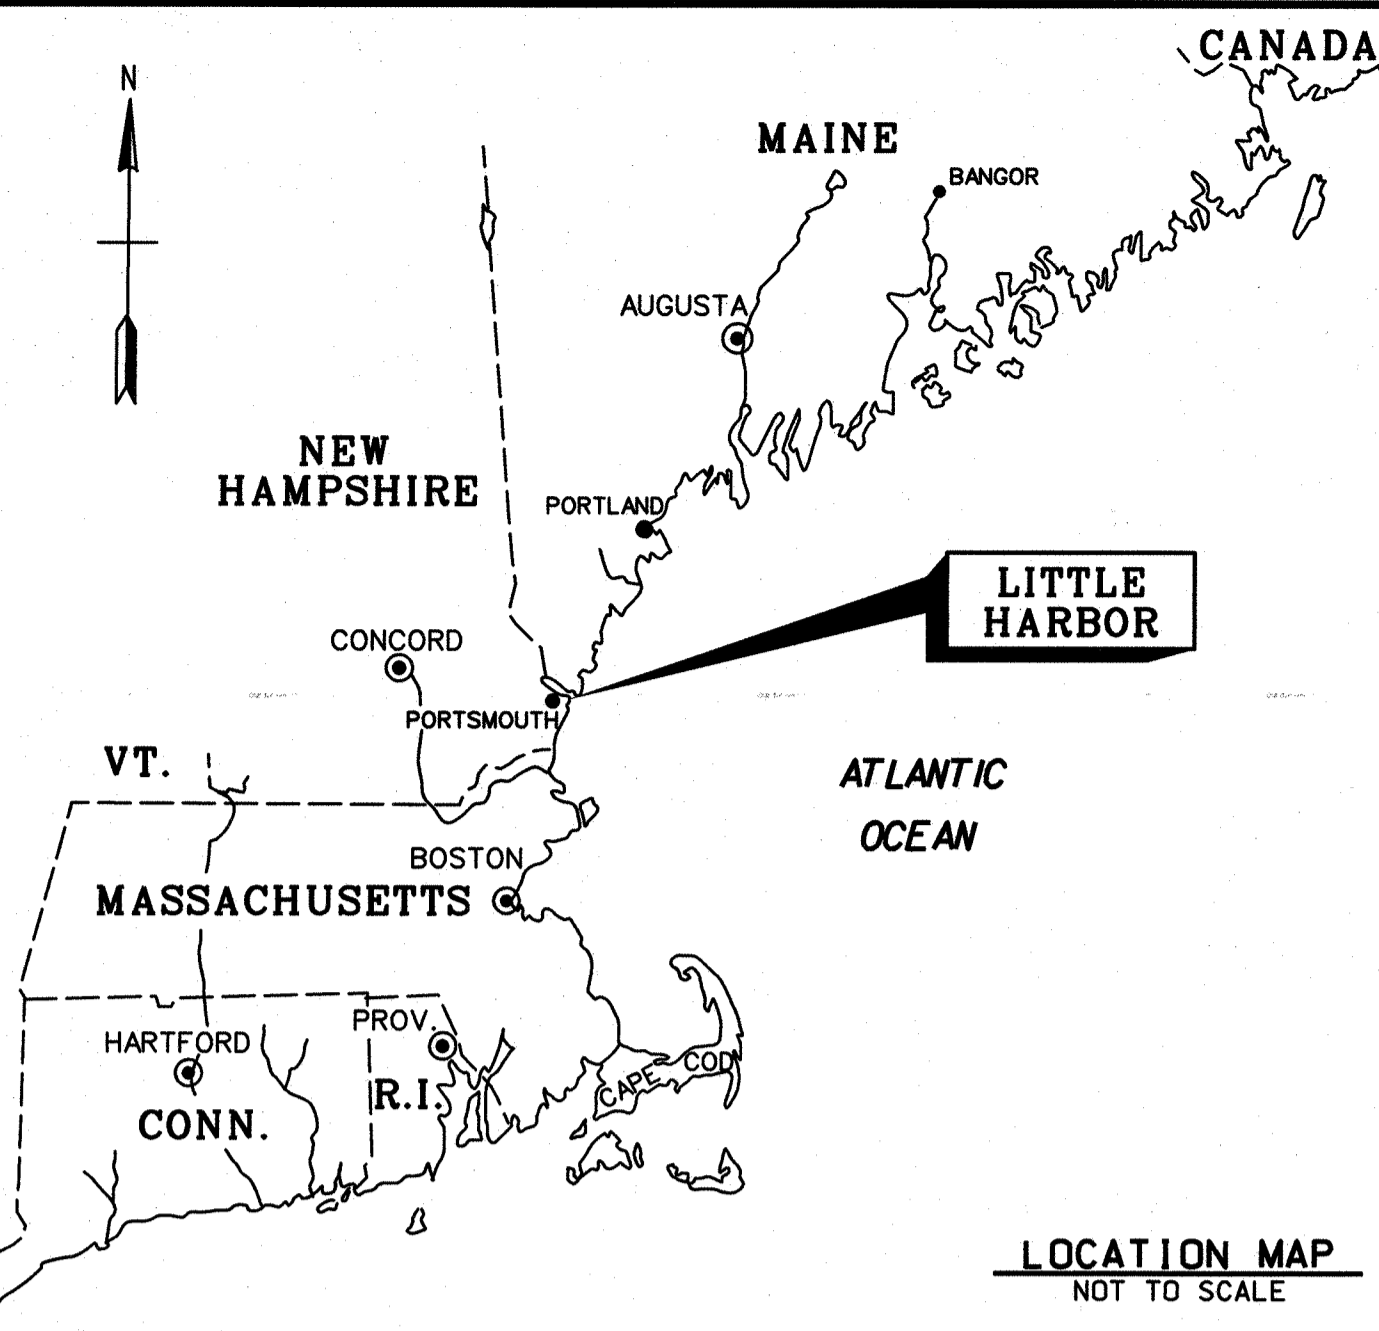 CANADA
N
MAINE
BANGOR
AUGUSTA
NEW
HAMPSHIRE
PORTLAND
LITTLE
HARBOR
CONCORD
PORTSMOUTH
VT.
ATLANTIC
OCEAN
BOSTON
MASSACHUSETTS
PROV.
HARTFORD
CAPE COD
R.I.
CONN.
LOCATION MAP
NOT TO SCALE